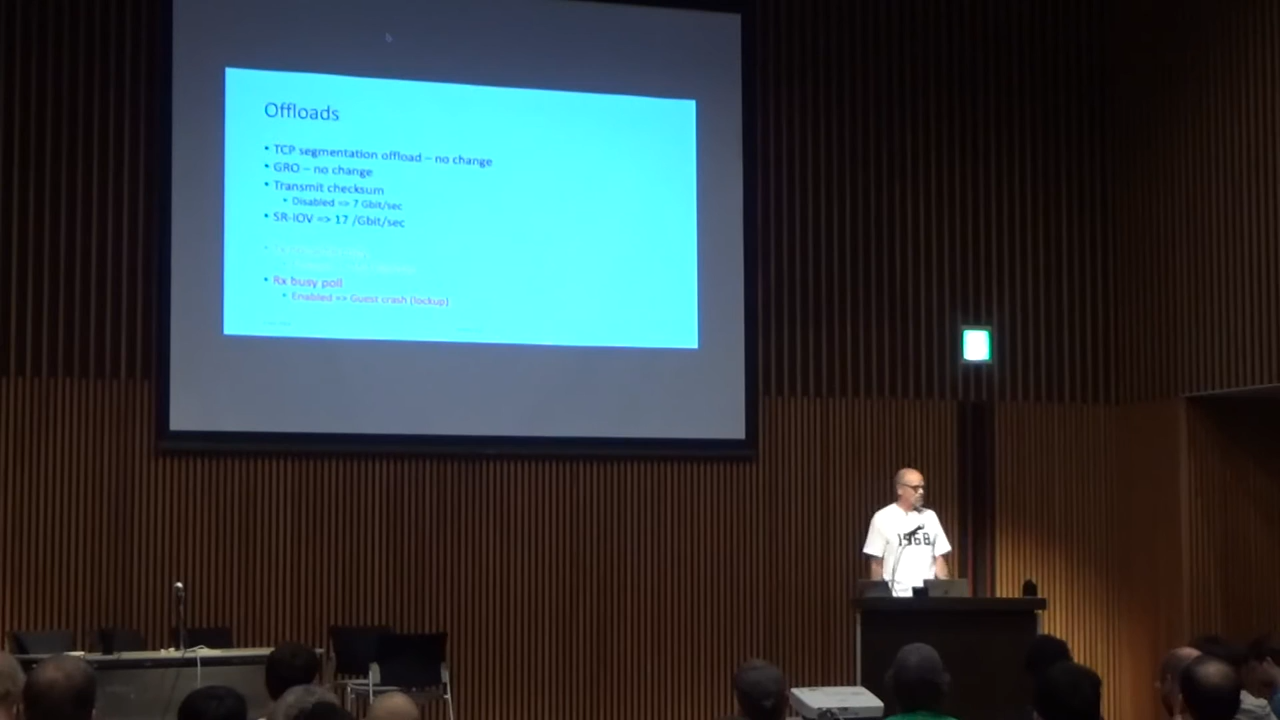 Offloads
• TCP segmentation offload – no change
• GRO – no change
• Transmit checksum
• Disabled => 7 Gbit/sec
• SR-IOV => 17 /Gbit/sec
• Rx busy poll
• Enabled => Guest crash (lockup)
1968